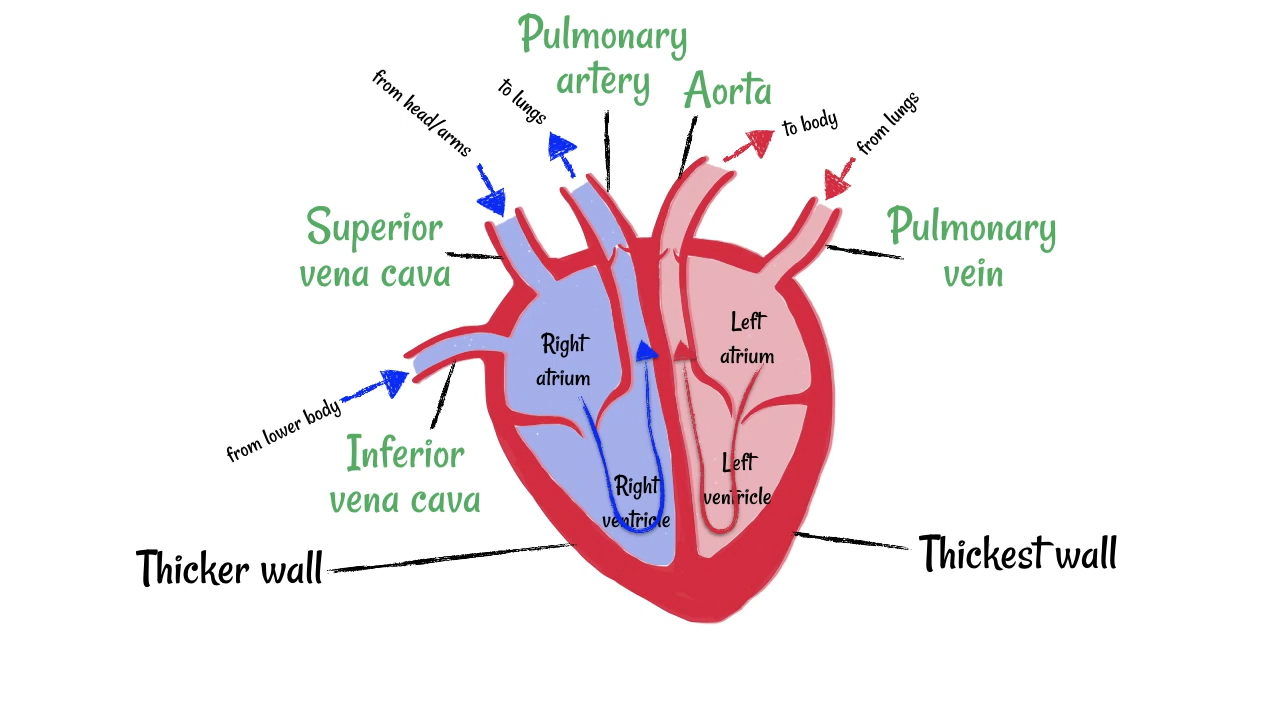 Pulmonary
artery
Aorta
from head/arms
to lungs
to body
from lungs
Superior
vena cava
Pulmonary
vein
Left
atrium
Right
atrium
from lower body
Inferior
vena cava
Left
ventricle
Right
ventricle
Thicker wall
Thickest wall